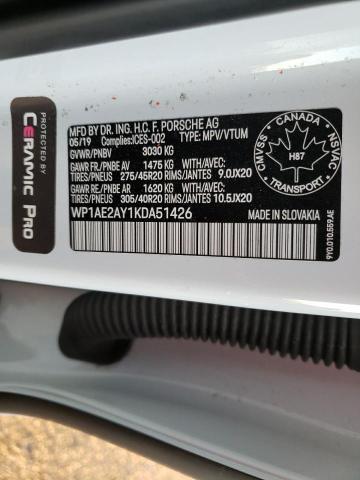 PROTECTED BY
CERAMIC PRO
MFD. BY DR. ING. H.C. F. PORSCHE AG
05/19 Complies:ICES-002 TYPE: MPV/VTUM
GVWR/PNBV 3030 KG
GAWR FR./PNBE AV 1475 KG WITH/AVEC:
TIRES/PNEUS 275/45R20 RIMS/JANTES 9.0JX20
GAWR RE./PNBE AR 1620 KG WITH/AVEC:
TIRES/PNEUS 305/40R20 RIMS/JANTES 10.5JX20
WP1AE2AY1KDA51426 MADE IN SLOVAKIA
CANADA
CMVSS
NSVAC
H87
TRANSPORT
9Y0.010.559.AE